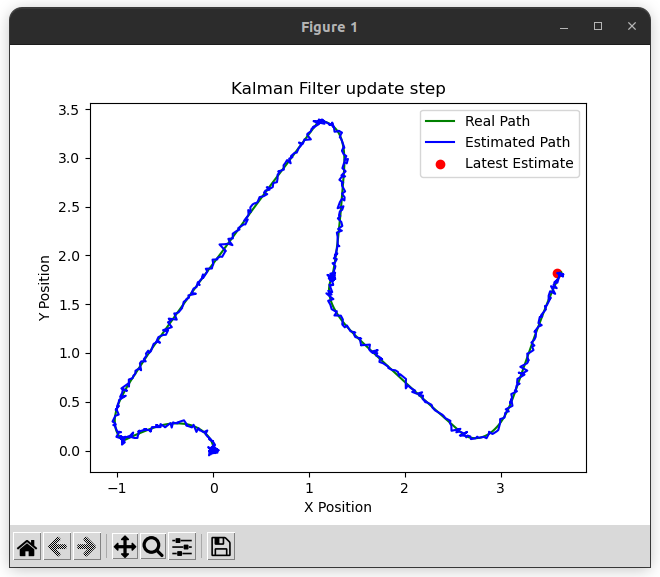 Figure 1
Kalman Filter update step
Real Path
Estimated Path
Latest Estimate
3.5
3.0
2.5
2.0
1.5
1.0
0.5
0.0
Y Position
−1
0
1
2
3
X Position